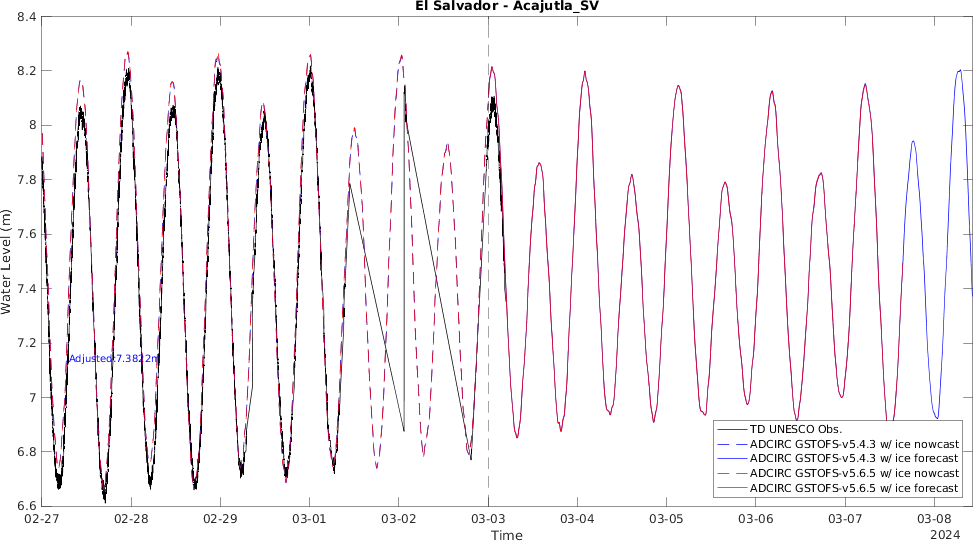 El Salvador - Acajutla_SV
8.4
8.2
8
7.8
7.6
7.4
7.2
7
6.8
6.6
Water Level (m)
Adjusted:7.3822m
TD UNESCO Obs.
ADCIRC GSTOFS-v5.4.3 w/ ice nowcast
ADCIRC GSTOFS-v5.4.3 w/ ice forecast
ADCIRC GSTOFS-v5.6.5 w/ ice nowcast
ADCIRC GSTOFS-v5.6.5 w/ ice forecast
02-27 02-28 02-29 03-01 03-02 03-03 03-04 03-05 03-06 03-07 03-08
Time
2024